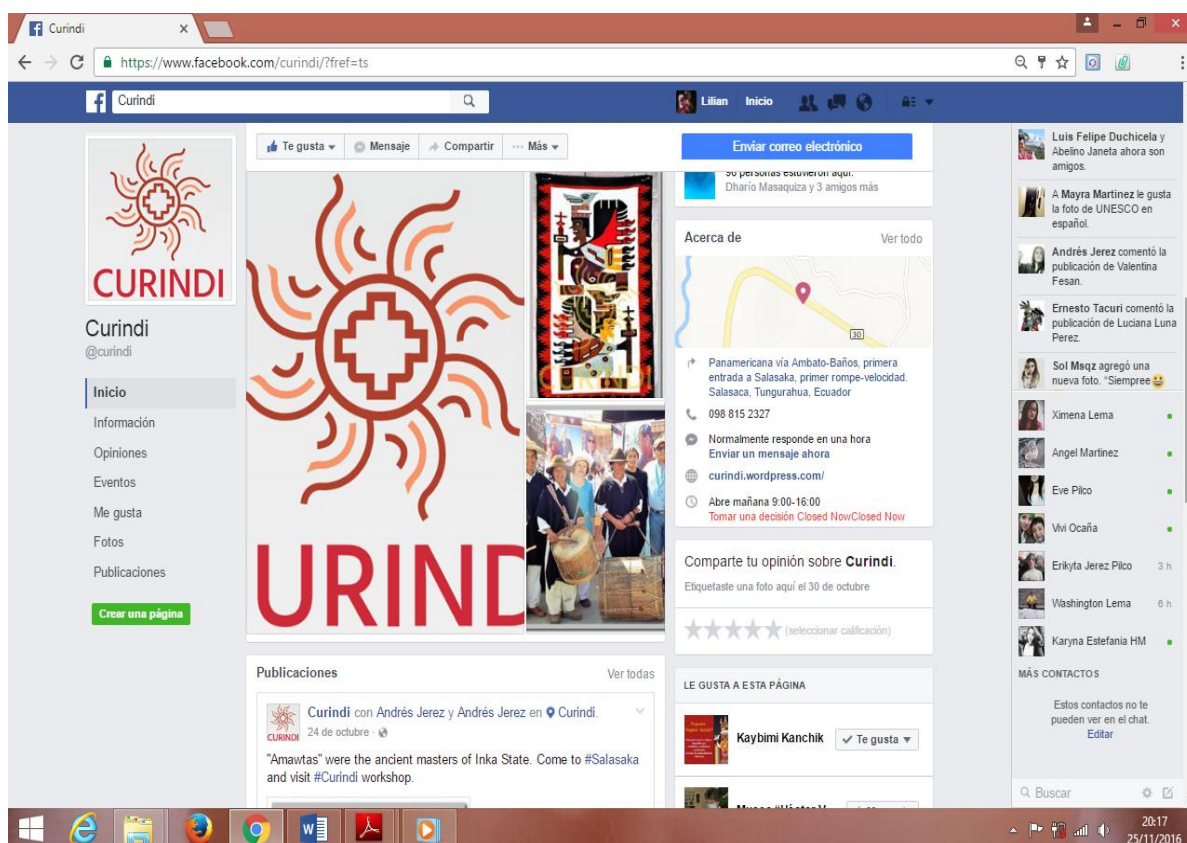 Curindi
https://www.facebook.com/curindi/?fref=ts
Curindi
Lilian Inicio
CURINDI
Curindi
@curindi
Inicio
Información
Opiniones
Eventos
Me gusta
Fotos
Publicaciones
Crear una página
Te gusta
Mensaje
Compartir
Más
URIND
CURINDI
Publicaciones
Ver todas
CURINDI
Curindi con Andrés Jerez y Andrés Jerez en Curindi.
24 de octubre
"Amawtas" were the ancient masters of Inka State. Come to #Salasaka
and visit #Curindi workshop.
Enviar correo electrónico
90 personas estuvieron aquí.
Dharío Masaquiza y 3 amigos más
Acerca de
Ver todo
30
Panamericana vía Ambato-Baños, primera
entrada a Salasaka, primer rompe-velocidad.
Salasaca, Tungurahua, Ecuador
098 815 2327
Normalmente responde en una hora
Enviar un mensaje ahora
curindi.wordpress.com/
Abre mañana 9:00-16:00
Tomar una decisión Closed NowClosed Now
Comparte tu opinión sobre Curindi.
Etiquetaste una foto aquí el 30 de octubre
(seleccionar calificación)
LE GUSTA A ESTA PÁGINA
Kaybimi Kanchik
Te gusta
Luis Felipe Duchicela y
Abelino Janeta ahora son
amigos.
A Mayra Martinez le gusta
la foto de UNESCO en
español.
Andrés Jerez comentó la
publicación de Valentina
Fesan.
Ernesto Tacuri comentó la
publicación de Luciana Luna
Perez.
Sol Msqz agregó una
nueva foto. "Siempre
Ximena Lema
Angel Martinez
Eve Pilco
Vivi Ocaña
Erikyta Jerez Pilco 3 h
Washington Lema 6 h
Karyna Estefania HM
MÁS CONTACTOS
Estos contactos no te
pueden ver en el chat.
Editar
Buscar
20:17
25/11/2016